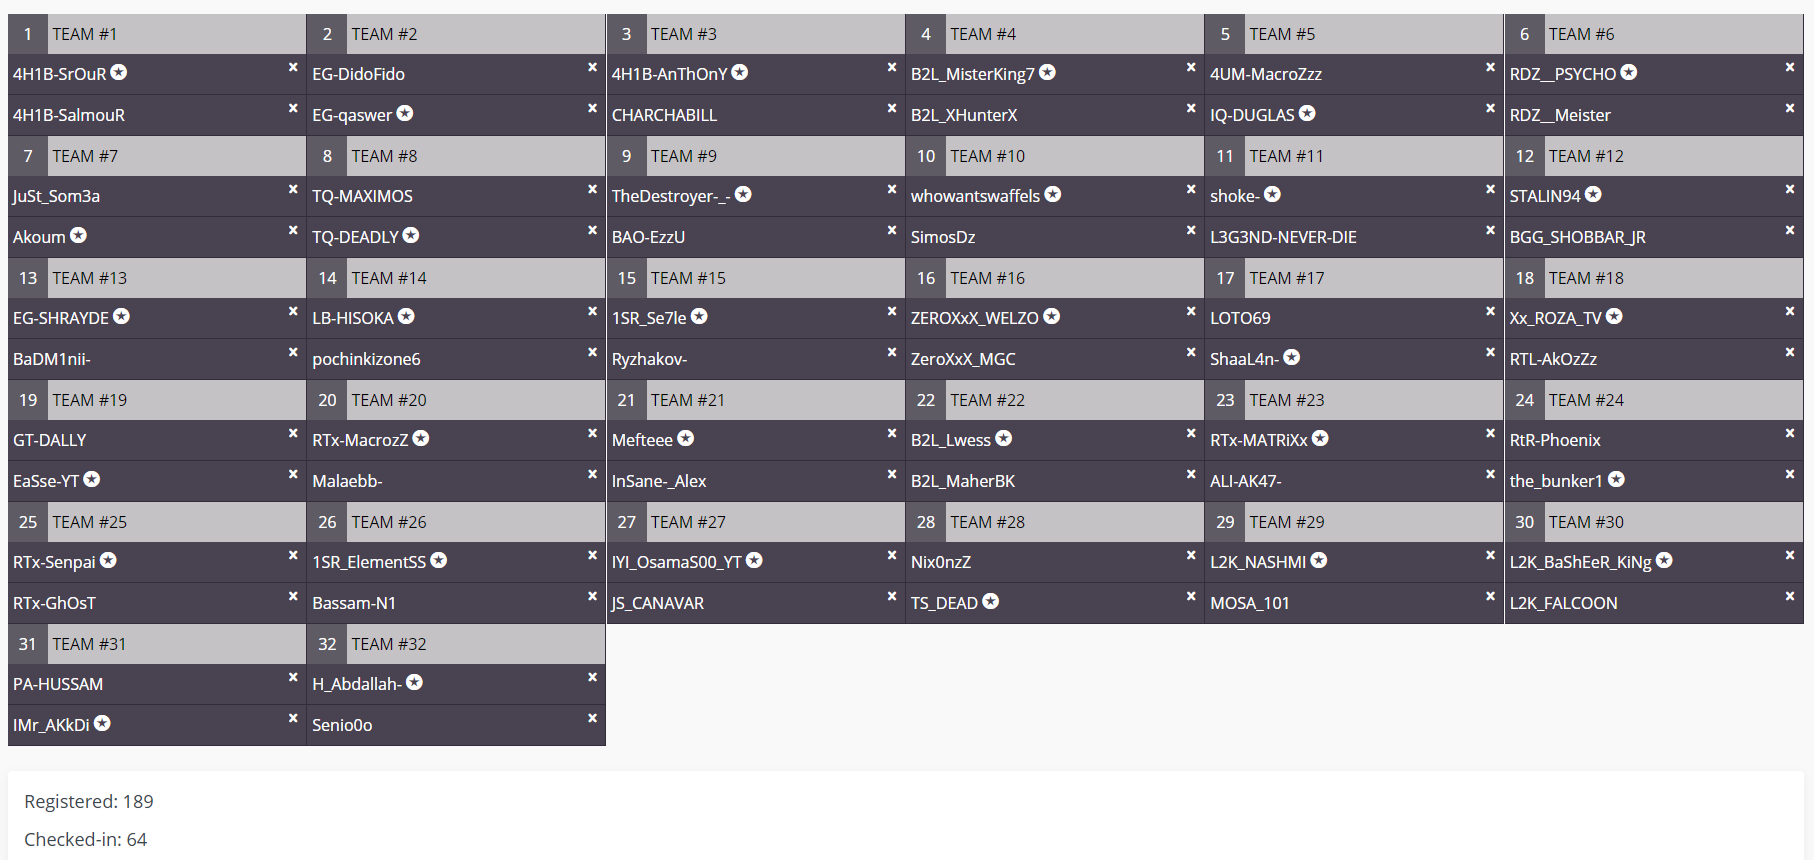 1 TEAM #1 2 TEAM #2 3 TEAM #3 4 TEAM #4 5 TEAM #5 6 TEAM #6
4H1B-SrOuR × EG-DidoFido × 4H1B-AnThOnY × B2L_MisterKing7 × 4UM-MacroZzz × RDZ__PSYCHO ×
4H1B-SalmouR × EG-qaswer × CHARCHABILL × B2L_XHunterX × IQ-DUGLAS × RDZ__Meister ×
7 TEAM #7 8 TEAM #8 9 TEAM #9 10 TEAM #10 11 TEAM #11 12 TEAM #12
JuSt_Som3a × TQ-MAXIMOS × TheDestroyer-_- × whowantswaffels × shoke- × STALIN94 ×
Akoum × TQ-DEADLY × BAO-EzzU × SimosDz × L3G3ND-NEVER-DIE × BGG_SHOBBAR_JR ×
13 TEAM #13 14 TEAM #14 15 TEAM #15 16 TEAM #16 17 TEAM #17 18 TEAM #18
EG-SHRAYDE × LB-HISOKA × 1SR_Se7le × ZEROXxX_WELZO × LOTO69 × Xx_ROZA_TV ×
BaDM1nii- × pochinkizone6 × Ryzhakov- × ZeroXxX_MGC × ShaaL4n- × RTL-AkOzZz ×
19 TEAM #19 20 TEAM #20 21 TEAM #21 22 TEAM #22 23 TEAM #23 24 TEAM #24
GT-DALLY × RTx-MacrozZ × Mefteee × B2L_Lwess × RTx-MATRiXx × RtR-Phoenix ×
EaSse-YT × Malaebb- × InSane-_Alex × B2L_MaherBK × ALI-AK47- × the_bunker1 ×
25 TEAM #25 26 TEAM #26 27 TEAM #27 28 TEAM #28 29 TEAM #29 30 TEAM #30
RTx-Senpai × 1SR_ElementSS × IYI_OsamaS00_YT × Nix0nzZ × L2K_NASHMI × L2K_BaShEeR_KiNg ×
RTx-GhOsT × Bassam-N1 × JS_CANAVAR × TS_DEAD × MOSA_101 × L2K_FALCOON ×
31 TEAM #31 32 TEAM #32
PA-HUSSAM × H_Abdallah- ×
IMr_AKkDi × Senio0o ×
Registered: 189
Checked-in: 64